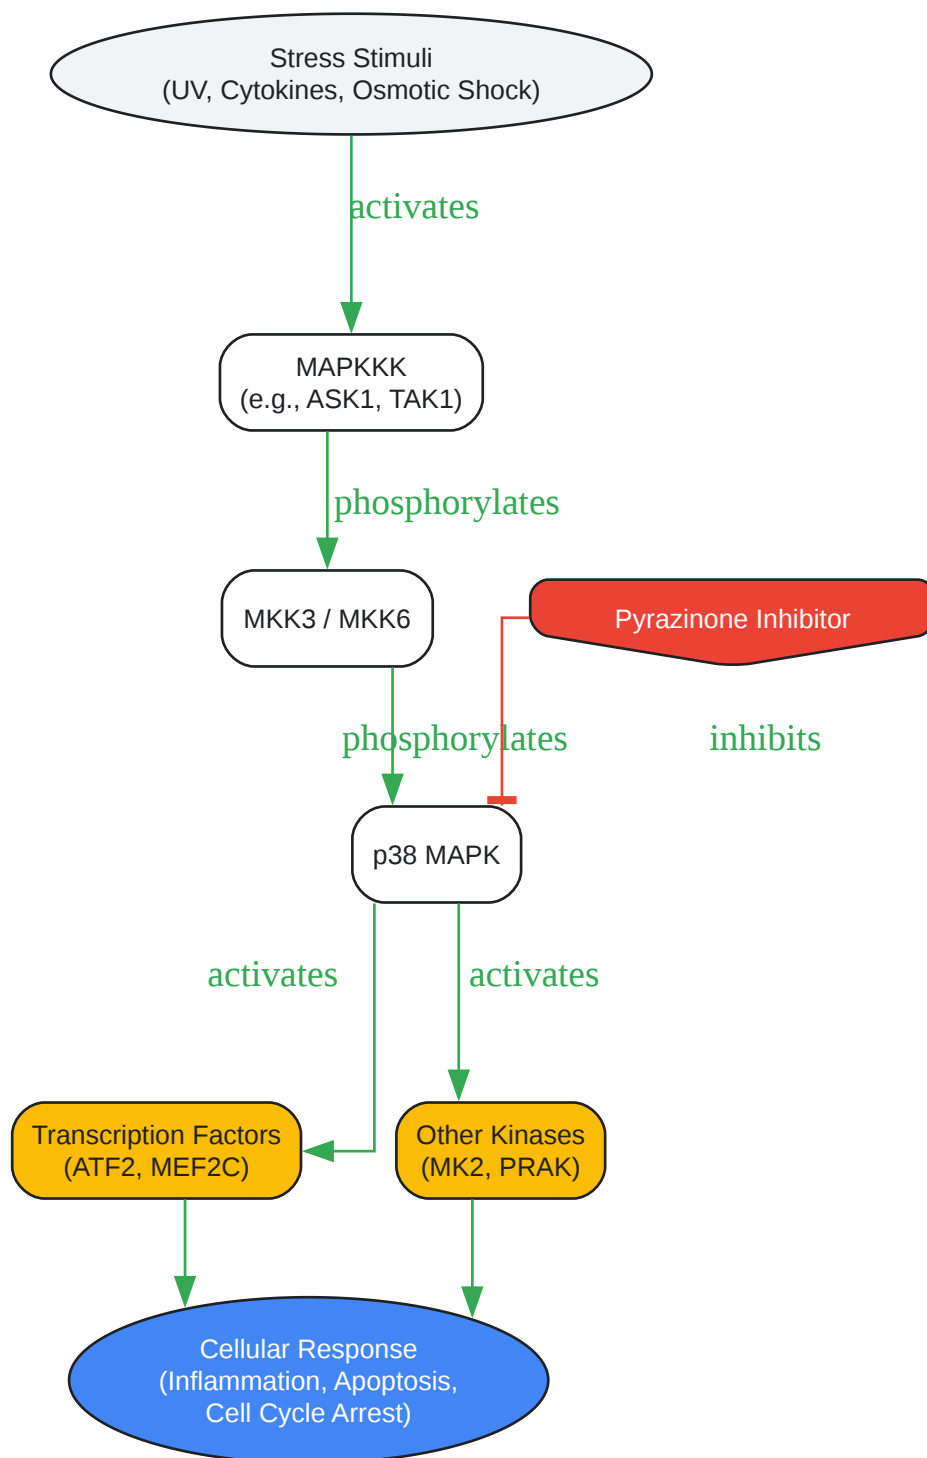 Stress Stimuli
(UV, Cytokines, Osmotic Shock)
activates
MAPKKK
(e.g., ASK1, TAK1)
phosphorylates
MKK3 / MKK6
Pyrazinone Inhibitor
phosphorylates
inhibits
p38 MAPK
activates
activates
Transcription Factors
(ATF2, MEF2C)
Other Kinases
(MK2, PRAK)
Cellular Response
(Inflammation, Apoptosis,
Cell Cycle Arrest)